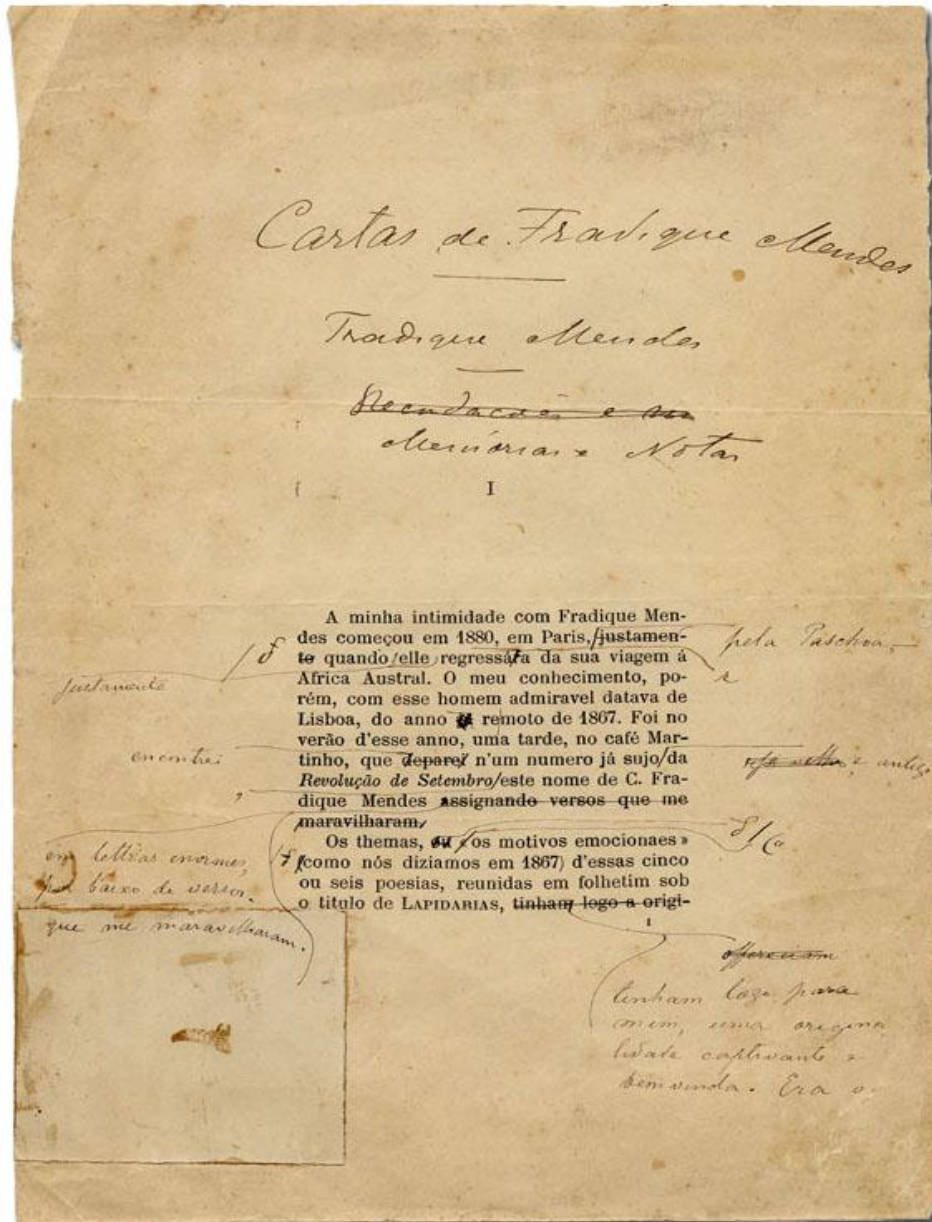 Cartas de Fradique Mendes
Fradique Mendes
Recordações e
Memorias e Notas
I
A minha intimidade com Fradique Men-
des começou em 1880, em Paris, justamen-
te quando elle regressára da sua viagem á
Africa Austral. O meu conhecimento, po-
rém, com esse homem admiravel datava de
Lisboa, do anno remoto de 1867. Foi no
verão d'esse anno, uma tarde, no café Mar-
tinho, que deparei n'um numero já sujo da
Revolução de Setembro este nome de C. Fra-
dique Mendes assignando versos que me
maravilharam.
Os themas, ou «os motivos emocionaes»
(como nós diziamos em 1867) d'essas cinco
ou seis poesias, reunidas em folhetim sob
o titulo de LAPIDARIAS, tinham logo a origi-
1
pela Paschoa,
justamente
encontrei
em lettras enormes,
por baixo de versos
que me maravilharam.
offereciam
tinham logo para
mim, uma origina
lidade captivante e
bemvinda. Era o